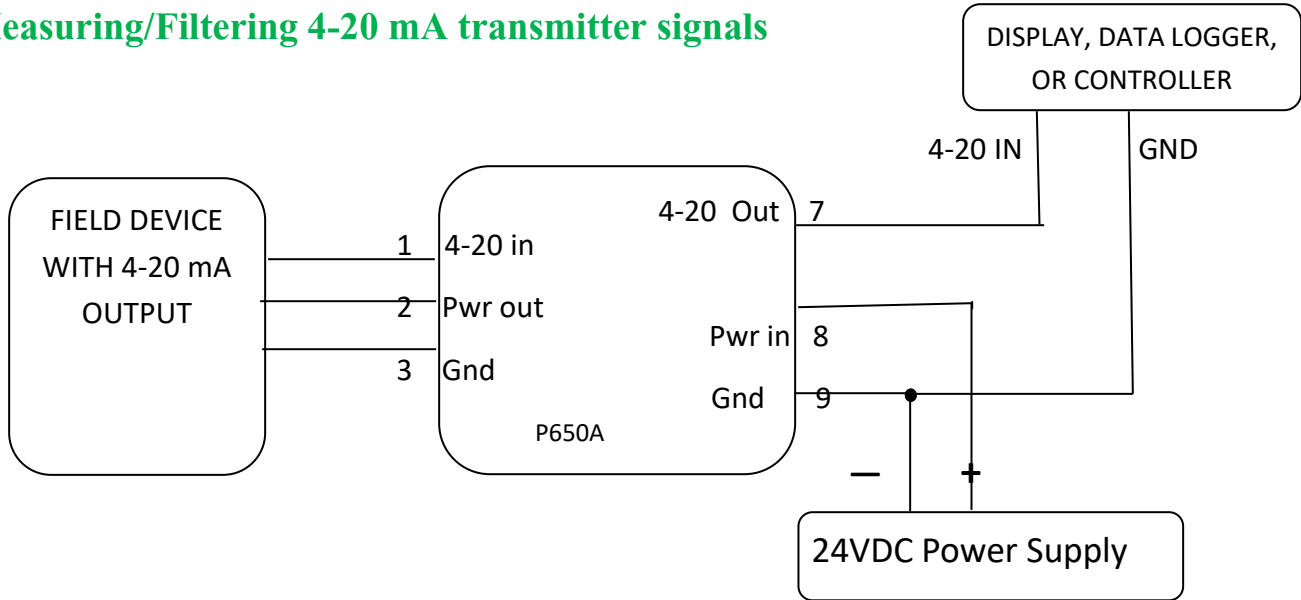 easuring/Filtering 4-20 mA transmitter signals
DISPLAY, DATA LOGGER,
OR CONTROLLER
4-20 IN
GND
FIELD DEVICE
WITH 4-20 mA
OUTPUT
1
4-20 in
2
Pwr out
3
Gnd
4-20 Out
7
Pwr in
8
Gnd
9
P650A
—
+
24VDC Power Supply